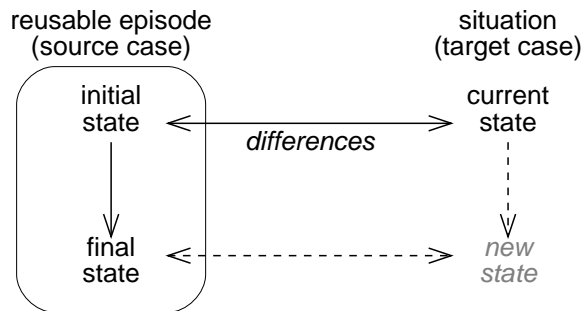 reusable episode
(source case)
situation
(target case)
initial
state
current
state
differences
final
state
new
state